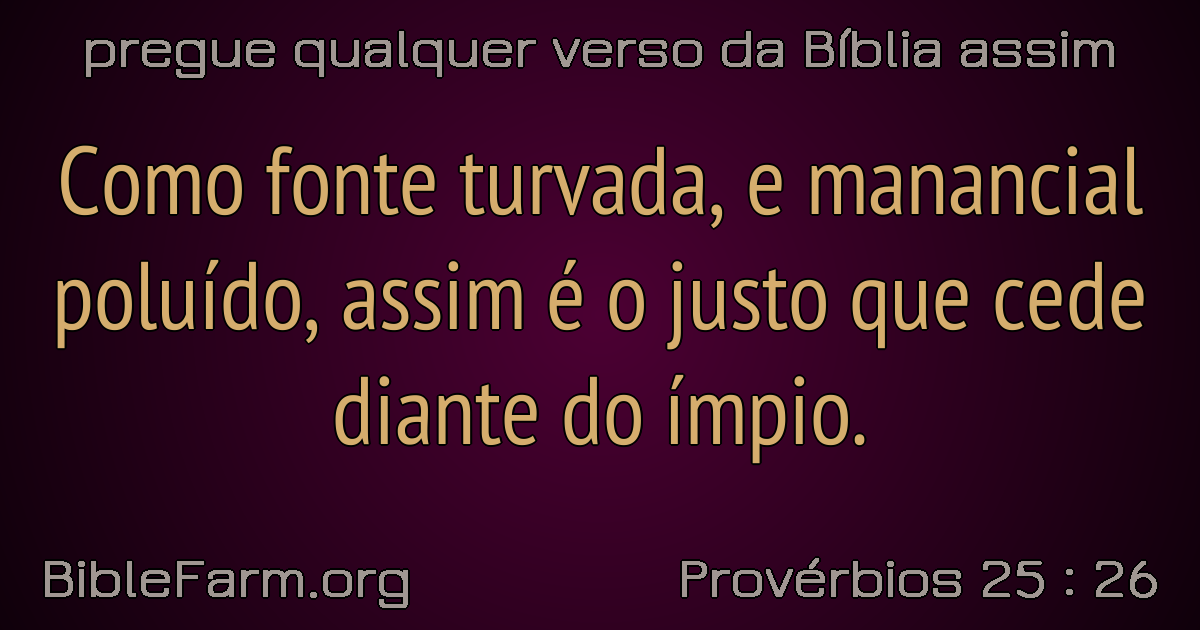 pregue qualquer verso da Bíblia assim
Como fonte turvada, e manancial
poluído, assim é o justo que cede
diante do ímpio.
BibleFarm.org
Provérbios 25 : 26